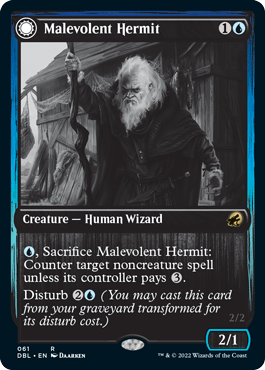 Malevolent Hermit 1
Creature — Human Wizard
, Sacrifice Malevolent Hermit:
Counter target noncreature spell
unless its controller pays 3.
Disturb 2 (You may cast this card
from your graveyard transformed for
its disturb cost.)
2/2
2/1
061 R
DBL • EN Daarken
™ & © 2022 Wizards of the Coast